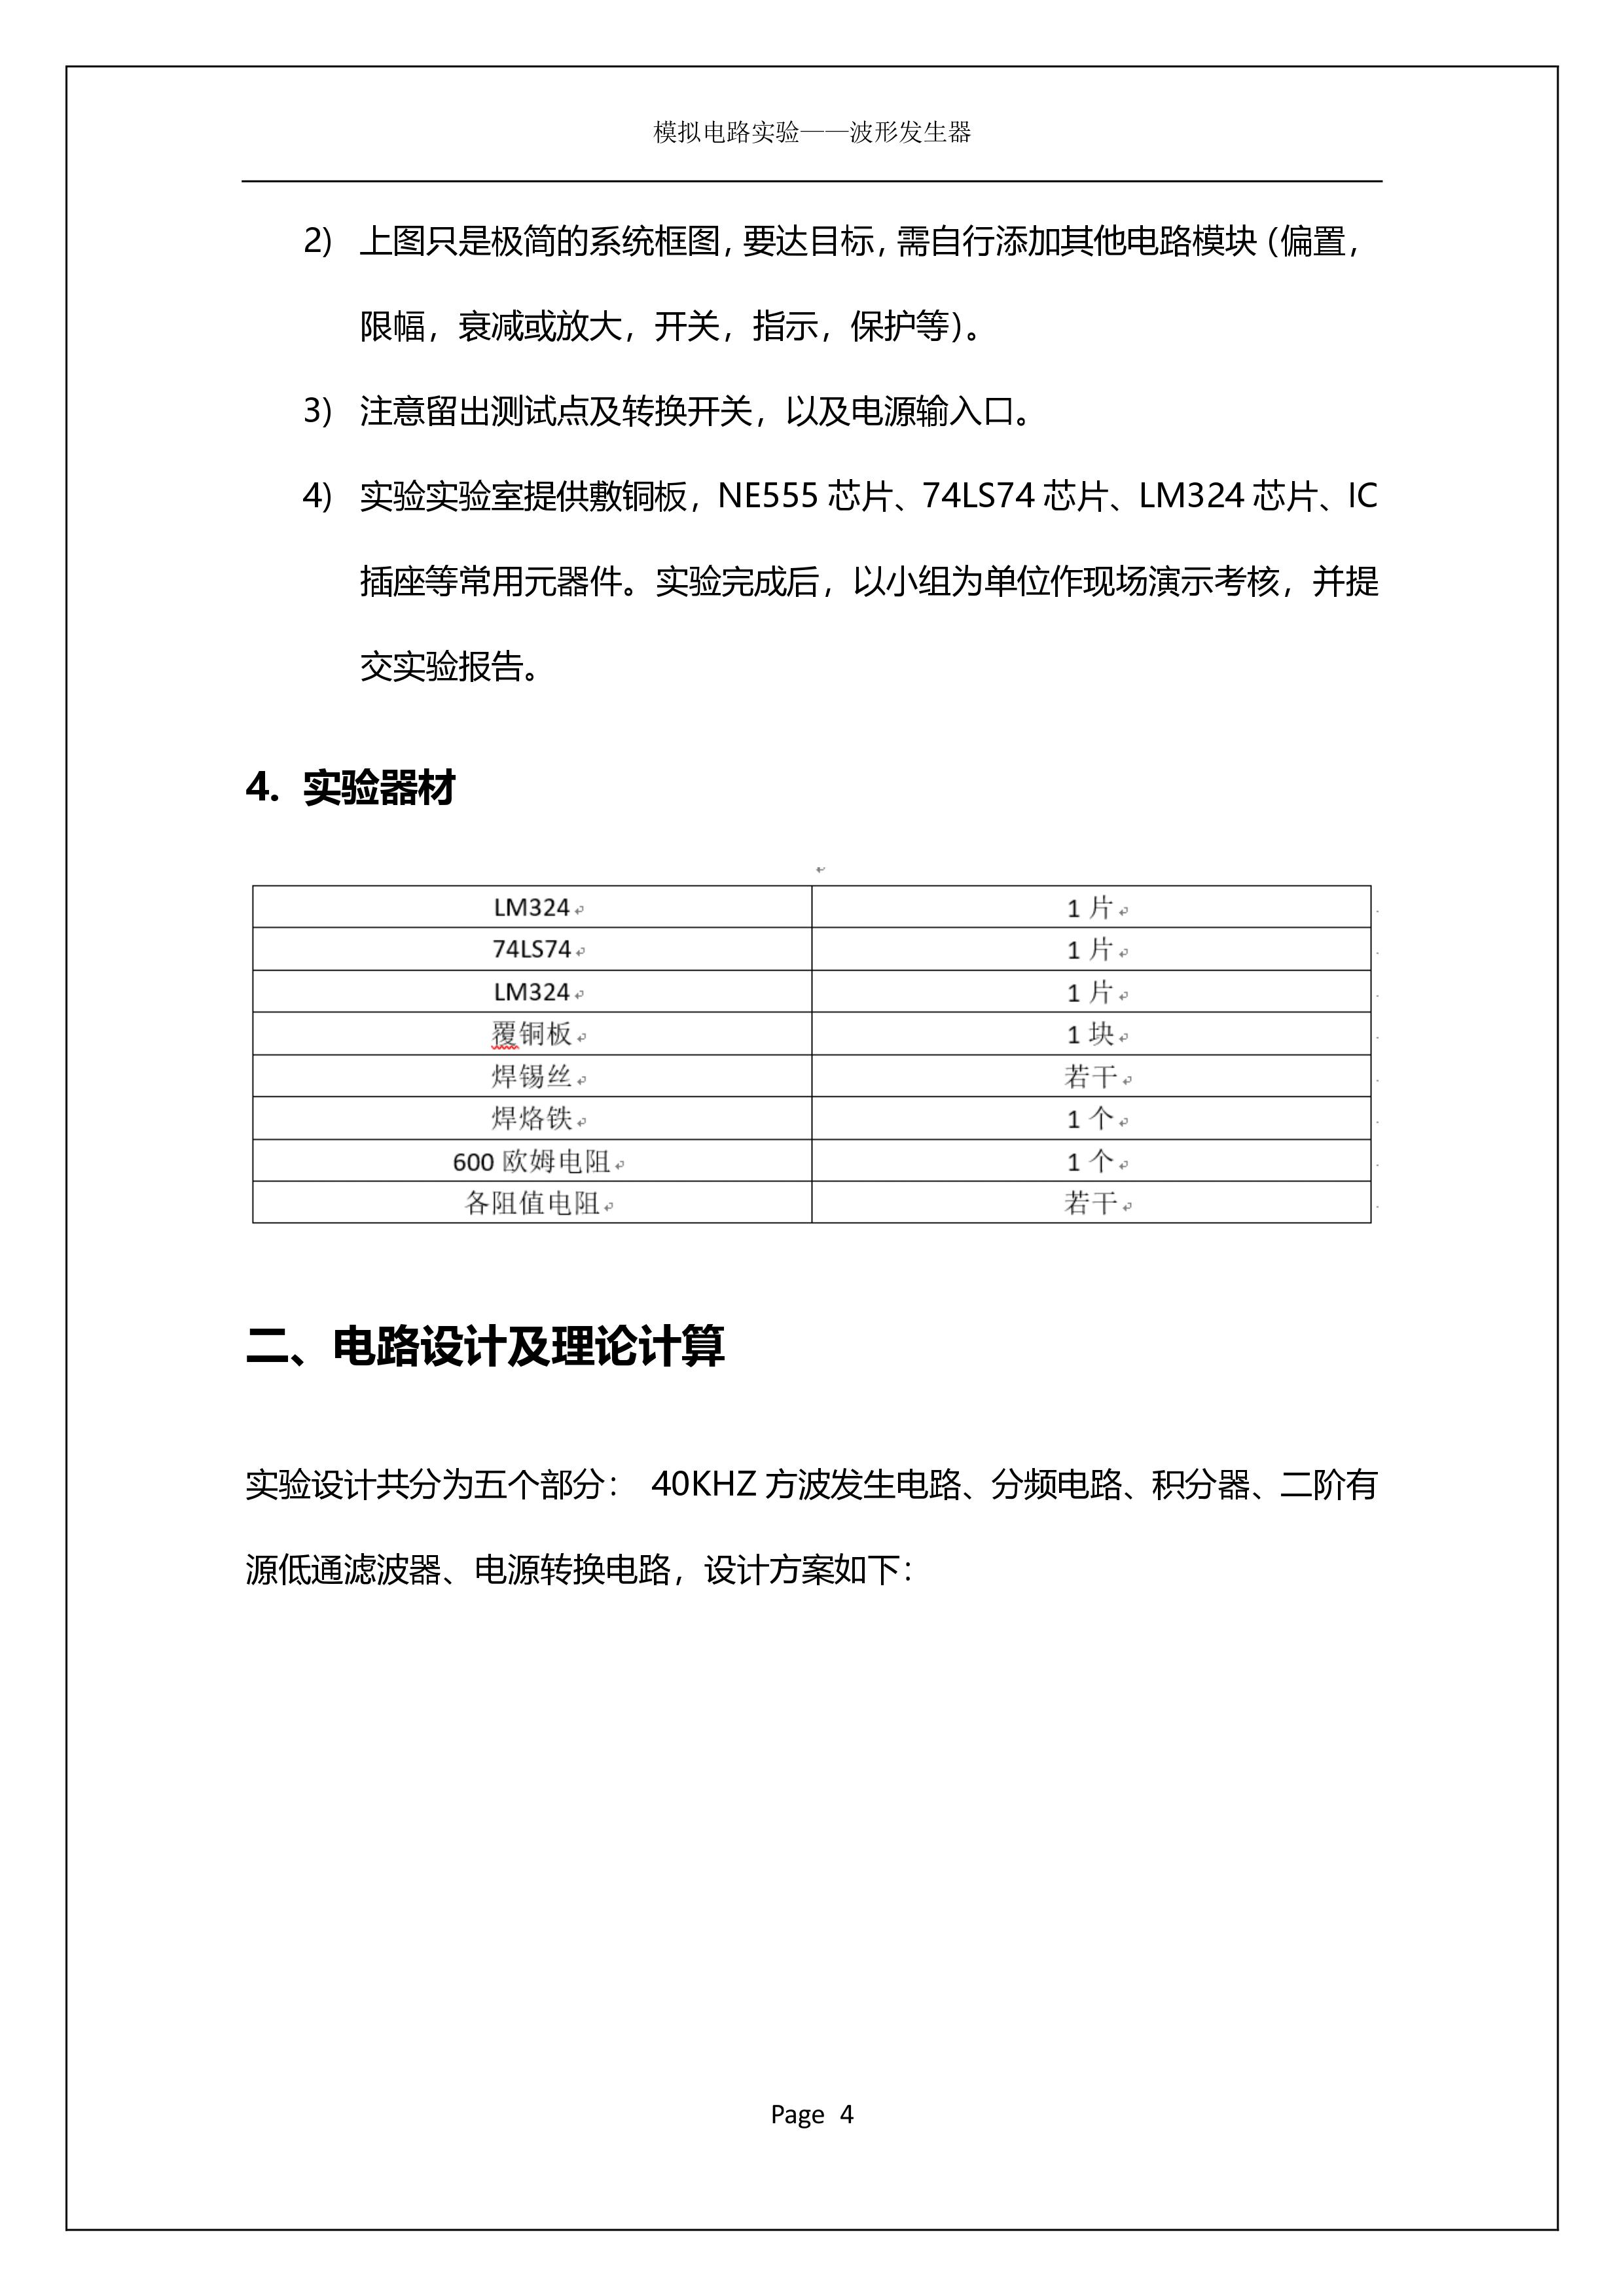 模拟电路实验——波形发生器
2) 上图只是极简的系统框图，要达目标，需自行添加其他电路模块（偏置，
限幅，衰减或放大，开关，指示，保护等）。
3) 注意留出测试点及转换开关，以及电源输入口。
4) 实验实验室提供敷铜板，NE555 芯片、74LS74 芯片、LM324 芯片、IC
插座等常用元器件。实验完成后，以小组为单位作现场演示考核，并提
交实验报告。
4. 实验器材
LM324 1 片
74LS74 1 片
LM324 1 片
覆铜板 1 块
焊锡丝 若干
焊烙铁 1 个
600 欧姆电阻 1 个
各阻值电阻 若干
二、电路设计及理论计算
实验设计共分为五个部分： 40KHZ 方波发生电路、分频电路、积分器、二阶有
源低通滤波器、电源转换电路，设计方案如下：
Page 4